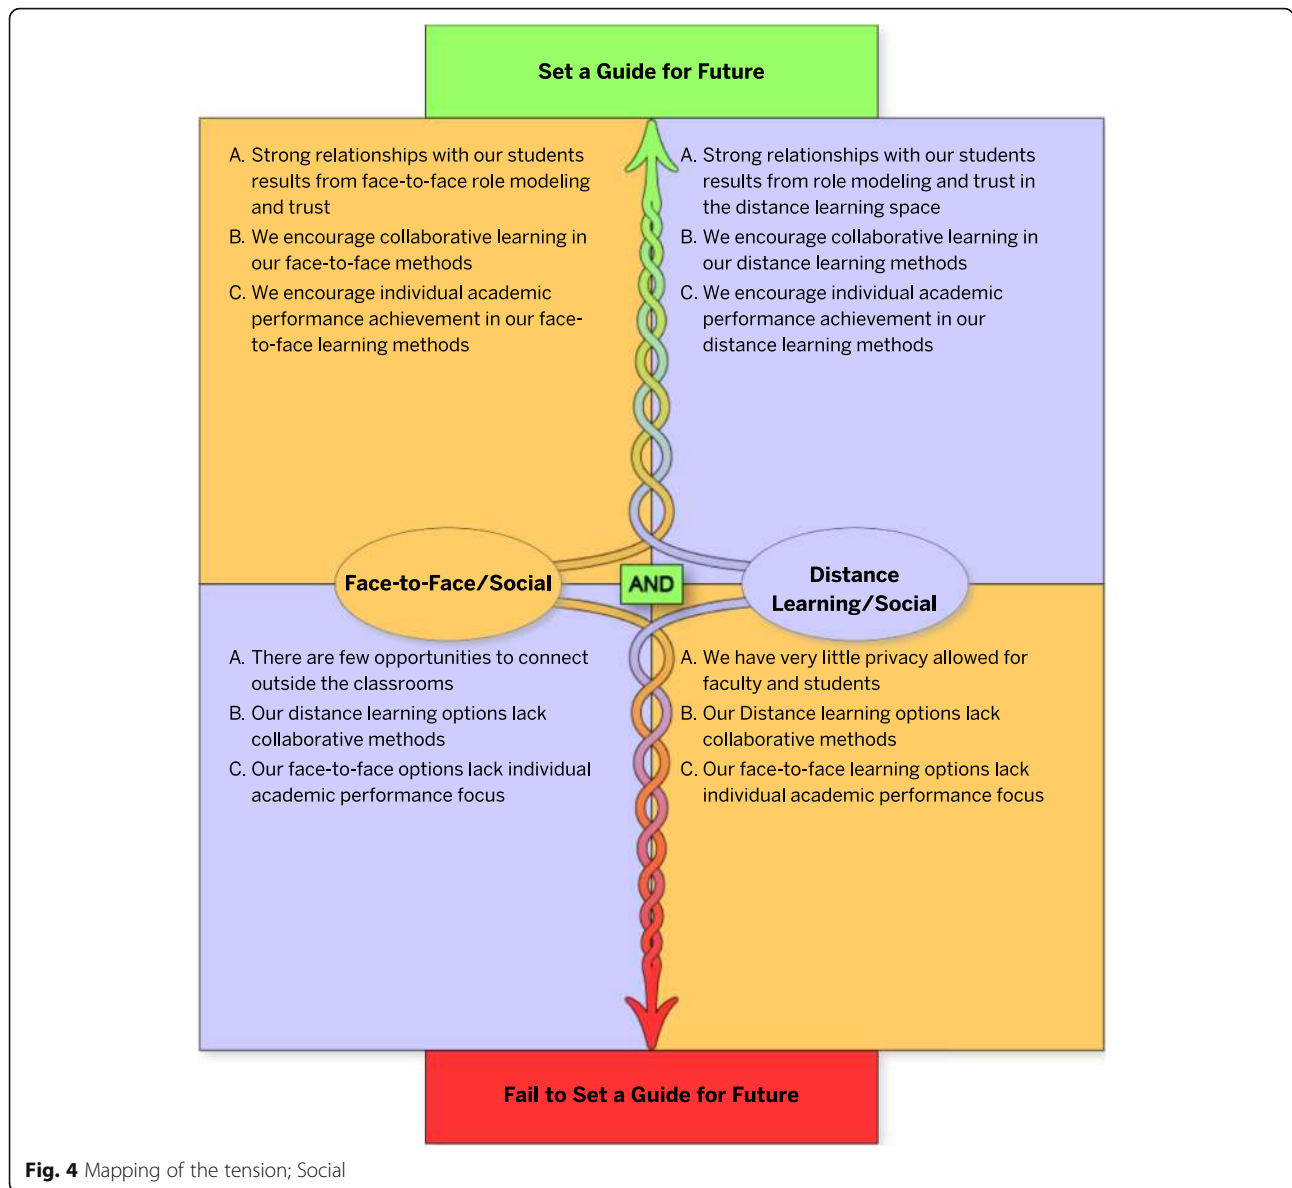 Set a Guide for Future
A. Strong relationships with our students
results from face-to-face role modeling
and trust
B. We encourage collaborative learning in
our face-to-face methods
C. We encourage individual academic
performance achievement in our face-
to-face learning methods
A. Strong relationships with our students
results from role modeling and trust in
the distance learning space
B. We encourage collaborative learning in
our distance learning methods
C. We encourage individual academic
performance achievement in our
distance learning methods
Face-to-Face/Social
AND
Distance
Learning/Social
A. There are few opportunities to connect
outside the classrooms
B. Our distance learning options lack
collaborative methods
C. Our face-to-face options lack individual
academic performance focus
A. We have very little privacy allowed for
faculty and students
B. Our Distance learning options lack
collaborative methods
C. Our face-to-face learning options lack
individual academic performance focus
Fail to Set a Guide for Future
Fig. 4 Mapping of the tension; Social